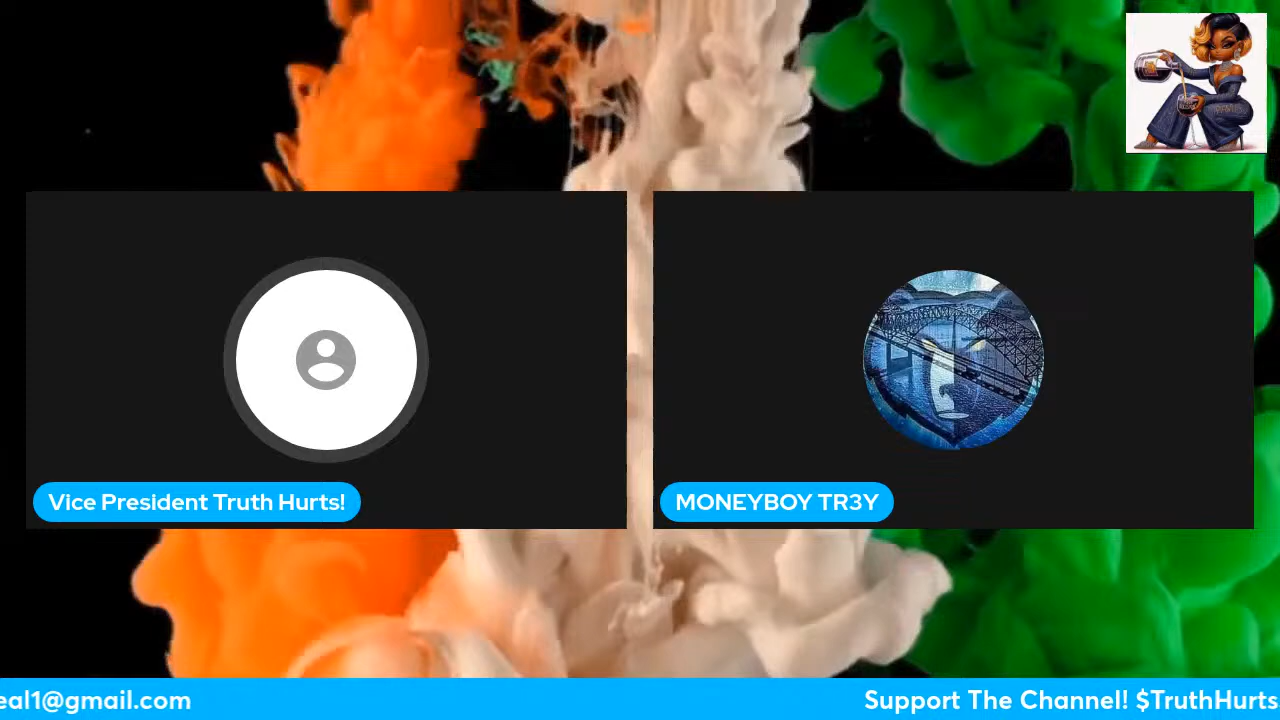 Vice President Truth Hurts!
MONEYBOY TR3Y
eal1@gmail.com
Support The Channel! $TruthHurts